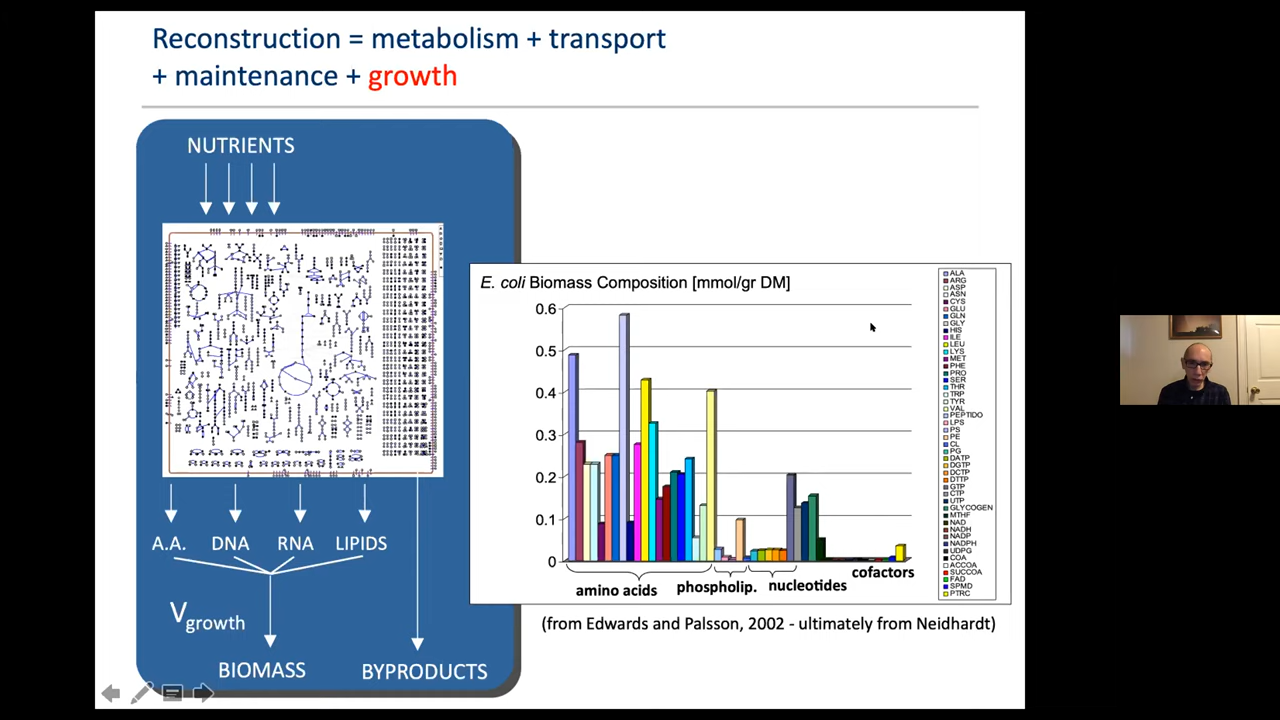 Reconstruction = metabolism + transport
+ maintenance + growth
NUTRIENTS
A.A. DNA RNA LIPIDS
Vgrowth
BIOMASS BYPRODUCTS
E. coli Biomass Composition [mmol/gr DM]
0.6
0.5
0.4
0.3
0.2
0.1
0
amino acids phospholip. nucleotides cofactors
ALA
ARG
ASP
ASN
CYS
GLU
GLN
GLY
HIS
ILE
LEU
LYS
MET
PHE
PRO
SER
THR
TRP
TYR
VAL
PEPTIDO
LPS
PS
PE
CL
PG
DATP
DGTP
DCTP
DTTP
GTP
CTP
UTP
GLYCOGEN
MTHF
NAD
NADH
NADP
NADPH
UDPG
COA
ACCOA
SUCCOA
FAD
SPMD
PTRC
(from Edwards and Palsson, 2002 - ultimately from Neidhardt)